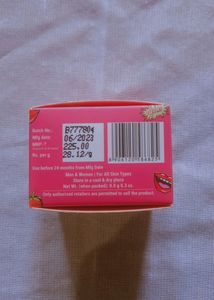 Batch No.: B777804
Mfg date: 06/2023
MRP ₹ 225.00
Rs. per g 28.12/g
Use before 24 months from Mfg Date
Men & Women | For All Skin Types
Store in a cool & dry place
Net Wt. (when packed): 8.0 g 0.3 oz.
Only authorised retailers are permitted to sell the product.